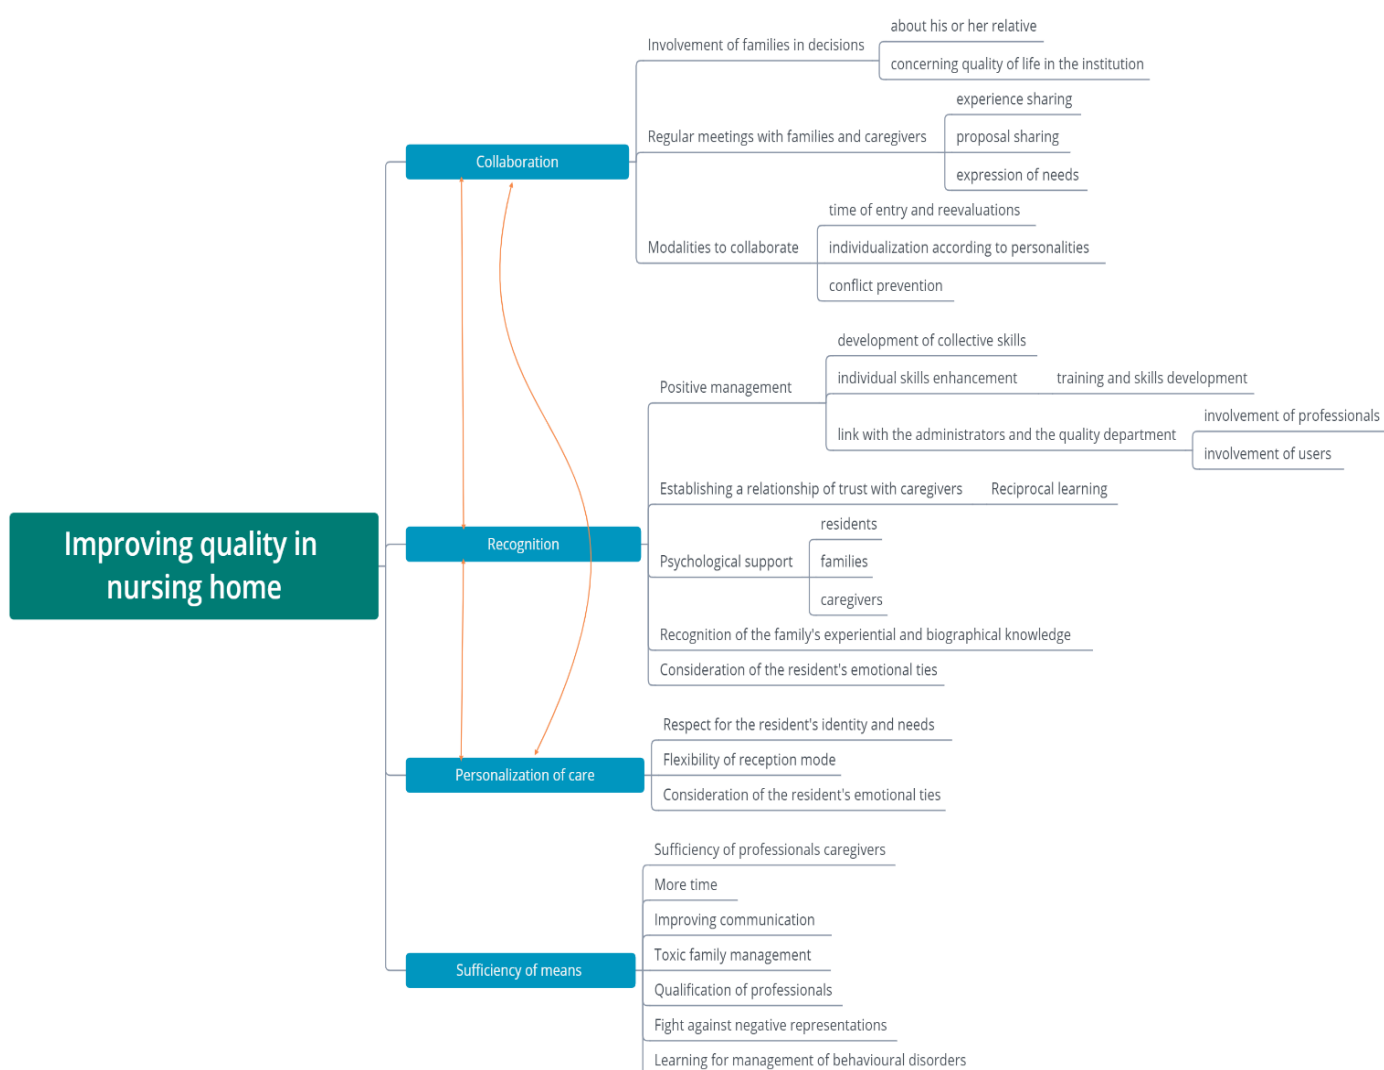 Improving quality in
nursing home
Collaboration
Involvement of families in decisions
about his or her relative
concerning quality of life in the institution
Regular meetings with families and caregivers
experience sharing
proposal sharing
expression of needs
Modalities to collaborate
time of entry and reevaluations
individualization according to personalities
conflict prevention
Recognition
Positive management
development of collective skills
individual skills enhancement
training and skills development
link with the administrators and the quality department
involvement of professionals
involvement of users
Establishing a relationship of trust with caregivers
Reciprocal learning
Psychological support
residents
families
caregivers
Recognition of the family's experiential and biographical knowledge
Consideration of the resident's emotional ties
Personalization of care
Respect for the resident's identity and needs
Flexibility of reception mode
Consideration of the resident's emotional ties
Sufficiency of means
Sufficiency of professionals caregivers
More time
Improving communication
Toxic family management
Qualification of professionals
Fight against negative representations
Learning for management of behavioural disorders